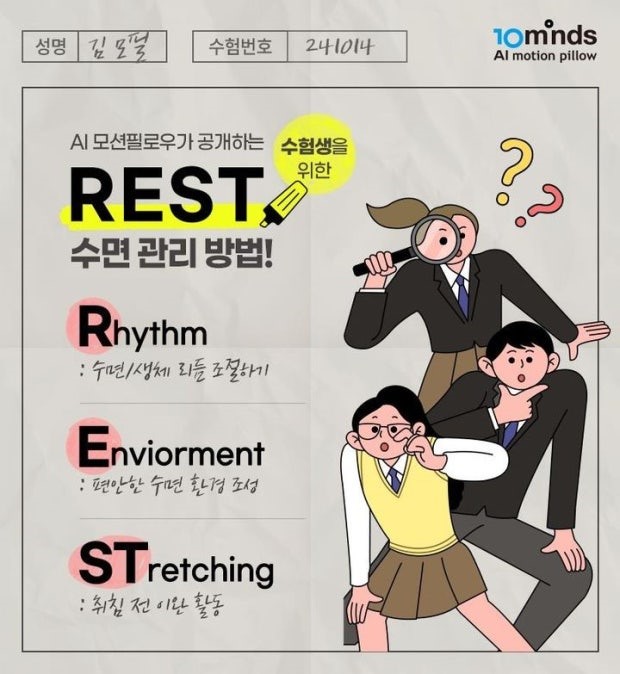 성명 김모필 수험번호 241014
10minds
AI motion pillow
AI 모션필로우가 공개하는
수험생을
위한
REST
수면 관리 방법!
Rhythm
: 수면/생체 리듬 조절하기
Enviorment
: 편안한 수면 환경 조성
STretching
: 취침 전 이완 활동